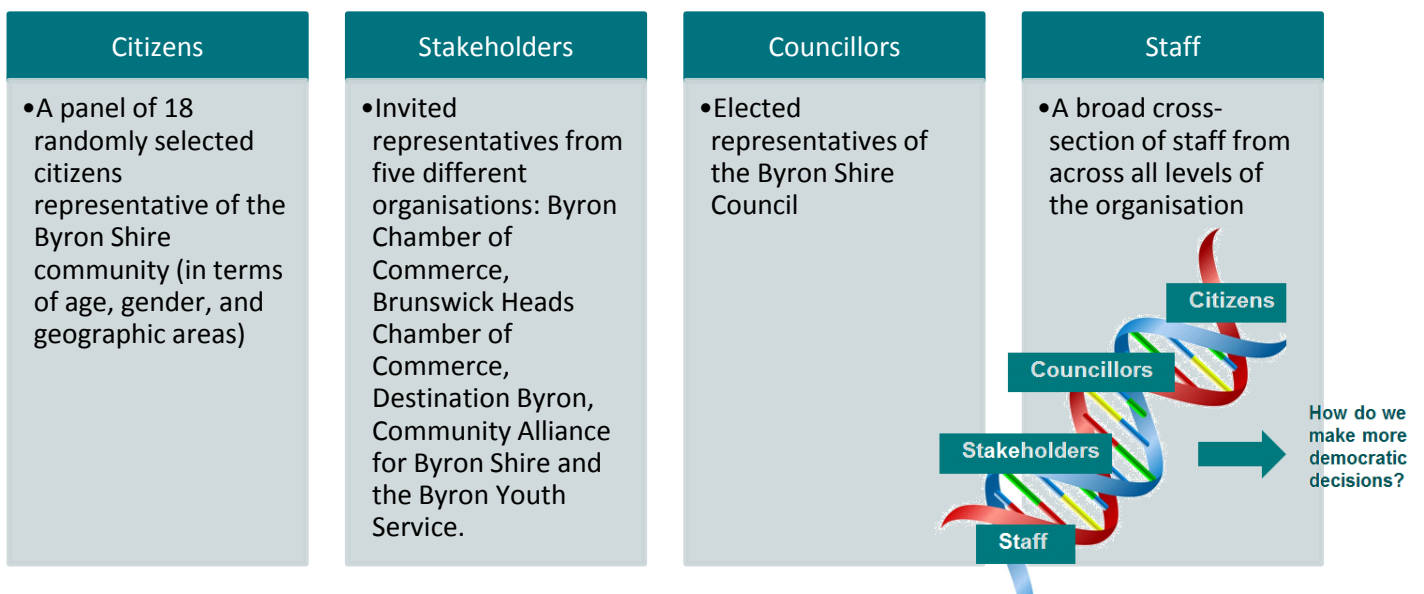 Citizens
•A panel of 18
randomly selected
citizens
representative of the
Byron Shire
community (in terms
of age, gender, and
geographic areas)
Stakeholders
•Invited
representatives from
five different
organisations: Byron
Chamber of
Commerce,
Brunswick Heads
Chamber of
Commerce,
Destination Byron,
Community Alliance
for Byron Shire and
the Byron Youth
Service.
Councillors
•Elected
representatives of
the Byron Shire
Council
Staff
•A broad cross-
section of staff from
across all levels of
the organisation
Citizens
Councillors
Stakeholders
Staff
How do we
make more
democratic
decisions?